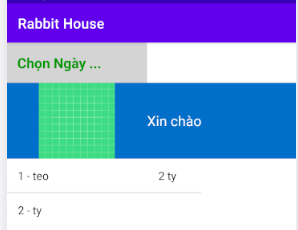 Rabbit House
Chọn Ngày ...
Xin chào
1 - teo 2 ty
2 - ty